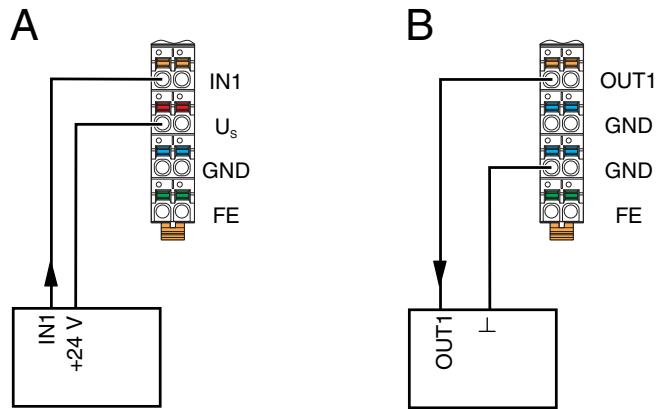 A
IN1
Us
GND
FE
IN1
+24 V
B
OUT1
GND
GND
FE
OUT1
⊥